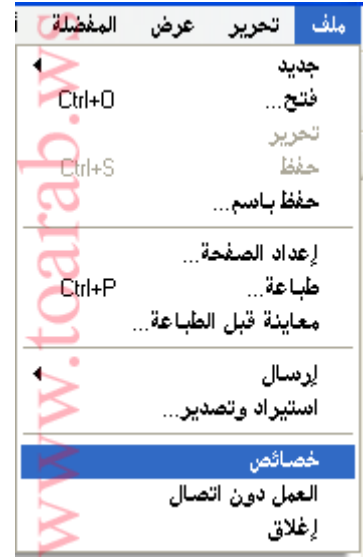 ملف تحرير عرض المفضلة أ
جديد
فتح... Ctrl+O
تحرير
حفظ Ctrl+S
حفظ باسم...
إعداد الصفحة...
طباعة... Ctrl+P
معاينة قبل الطباعة...
إرسال
استيراد وتصدير...
خصائص
العمل دون اتصال
إغلاق
www.toarab.ws